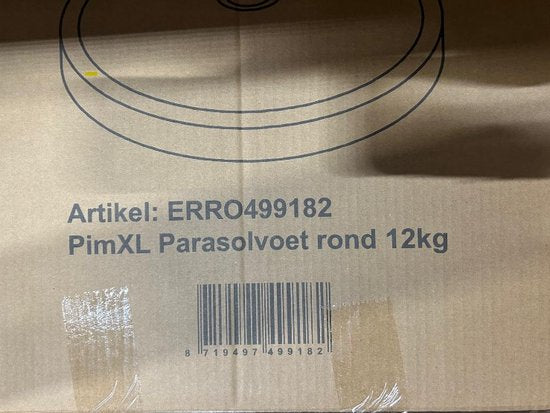 Artikel: ERRO499182
PimXL Parasolvoet rond 12kg
8 719497 499182